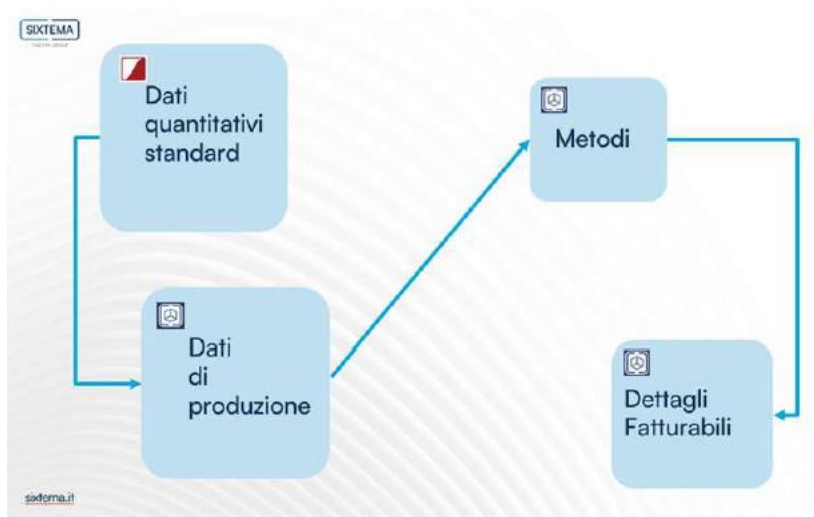 SIXTEMA
Dati
quantitativi
standard
Metodi
Dati
di
produzione
Dettagli
Fatturabili
sixtema.it